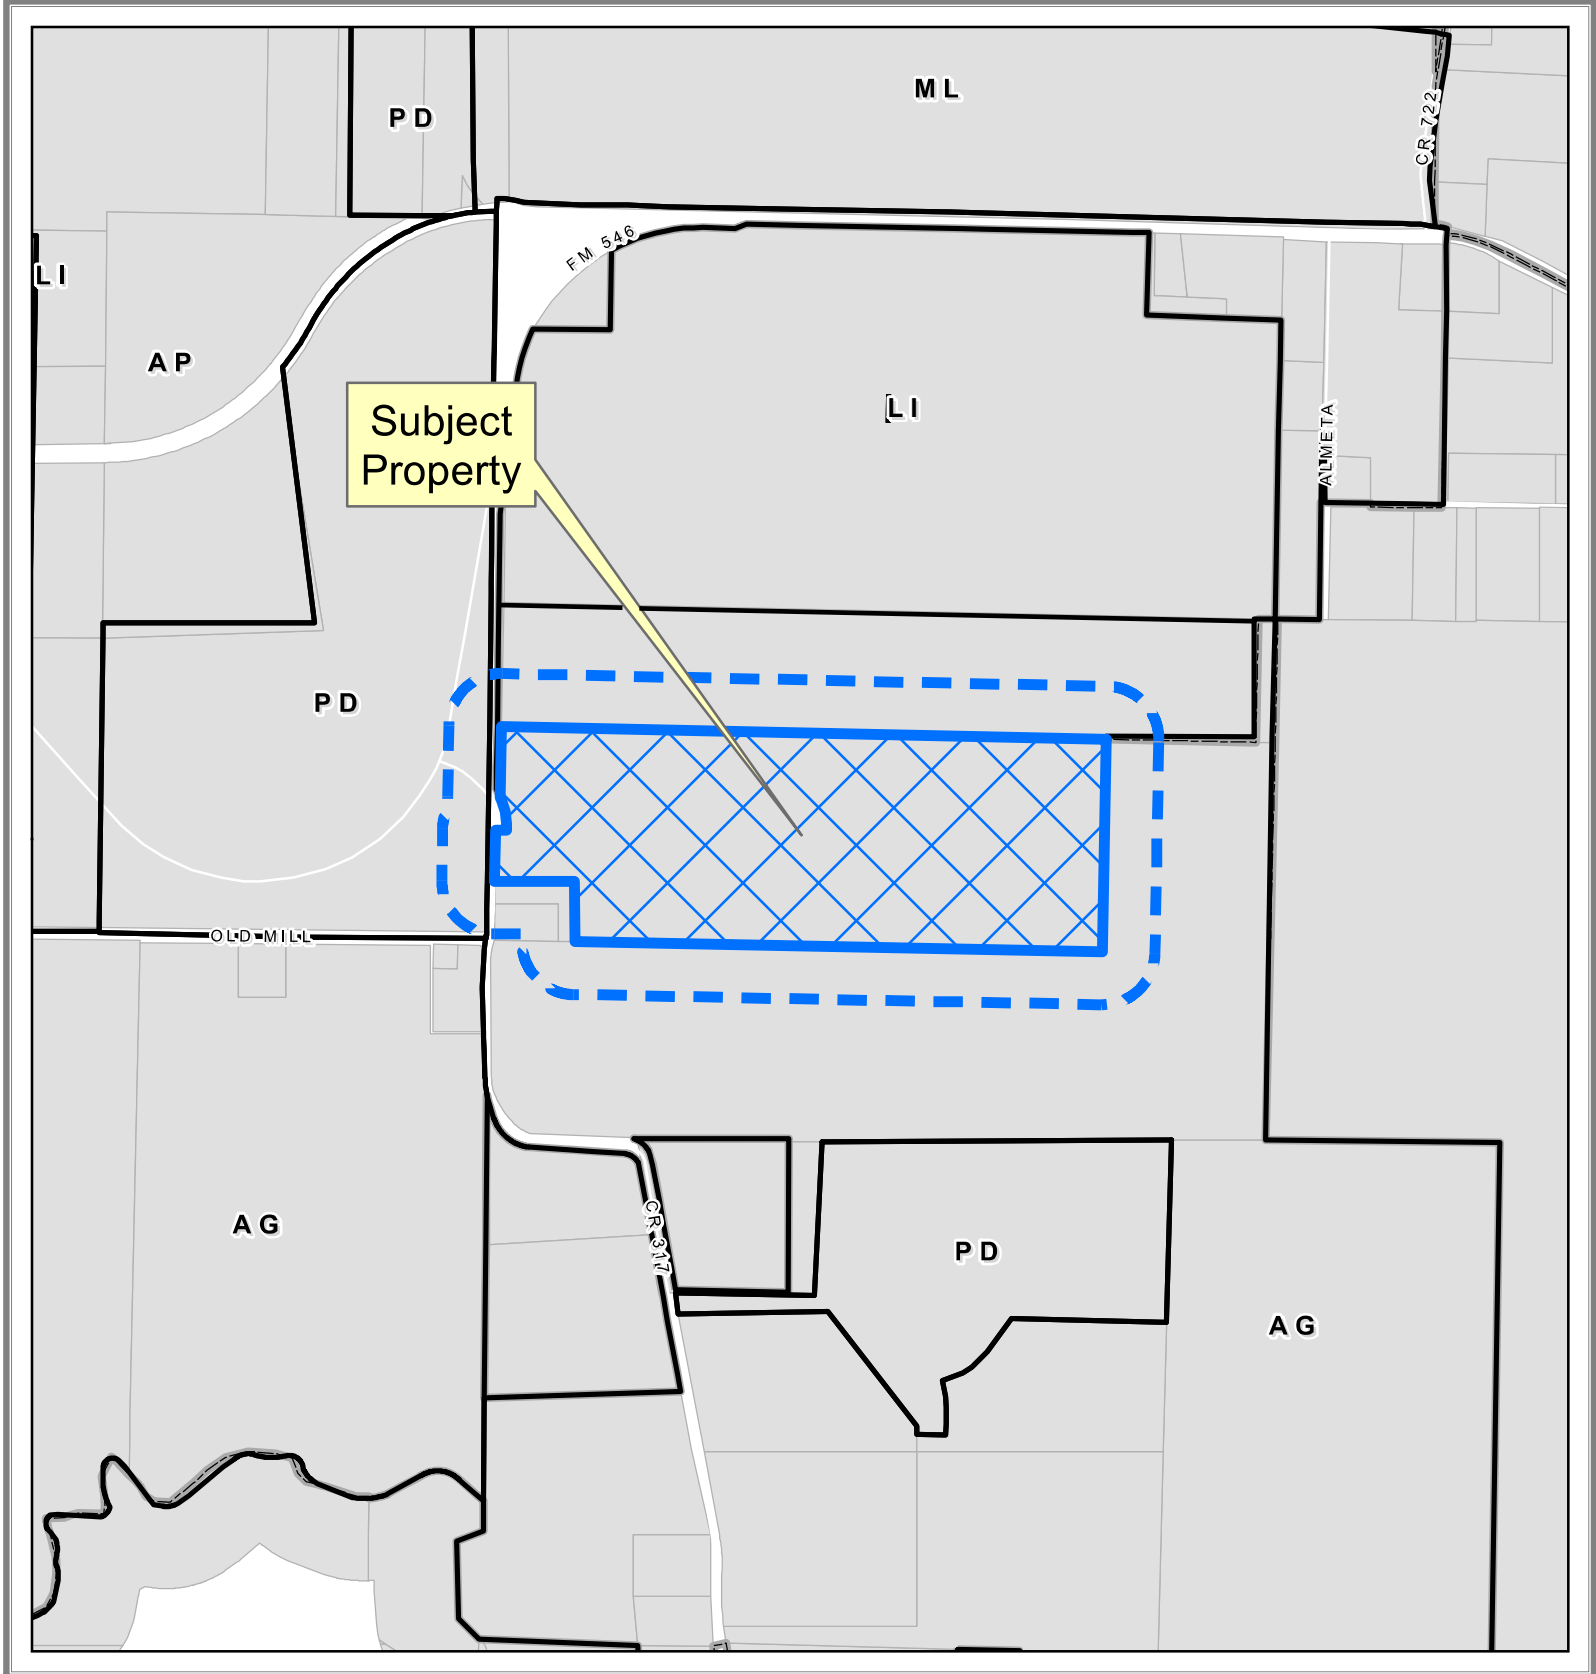 ML
PD
CR 722
FM 546
LI
AP
LI
Subject
Property
ALMETA
PD
OLD MILL
AG
CR 317
PD
AG